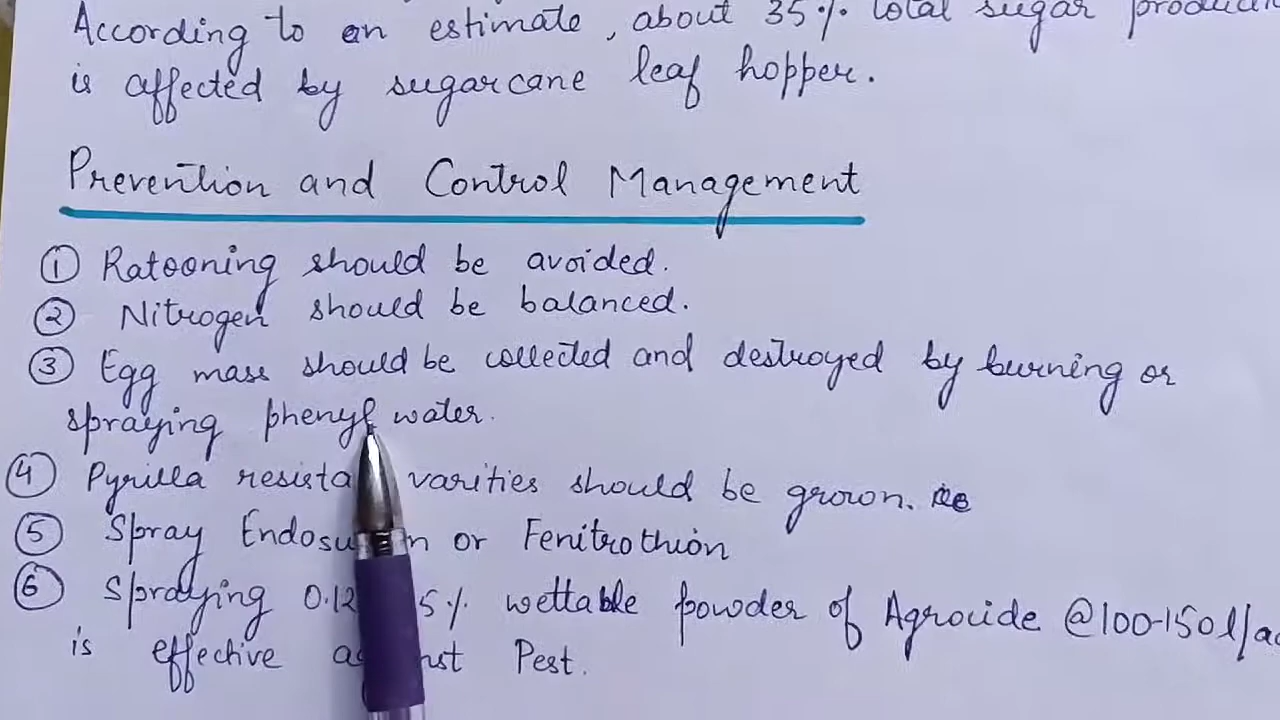 According to an estimate, about 35% total sugar
is affected by sugarcane leaf hopper.
Prevention and Control Management
① Ratooning should be avoided.
② Nitrogen should be balanced.
③ Egg mass should be collected and destroyed by burning or
spraying phenyl water.
④ Pyrilla varities should be grown.
⑤ Spray or Fenitrothion
⑥ Spraying wettable powder of Agrocide @100-150l/
is effective Pest.